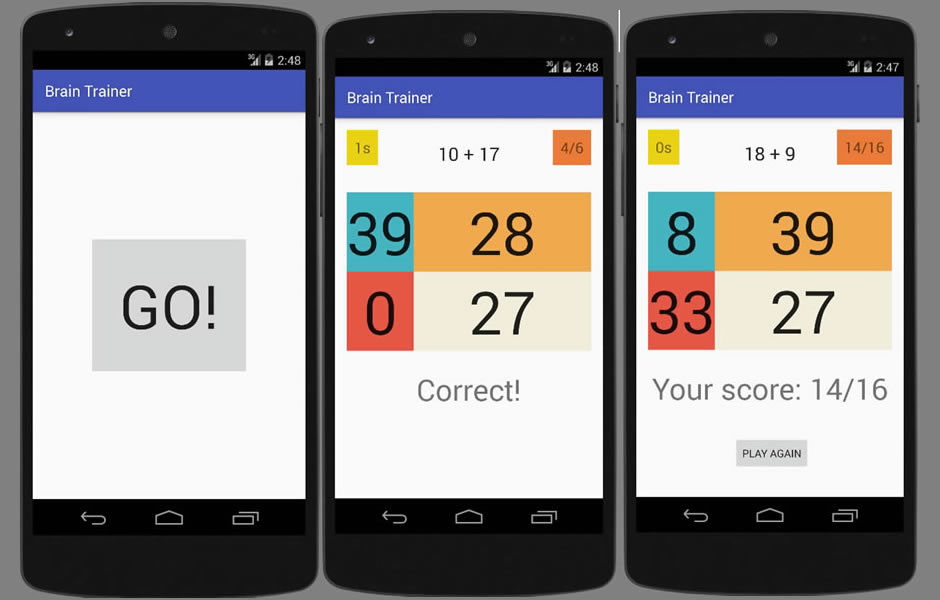 3G 2:48
Brain Trainer
GO!
3G 2:48
Brain Trainer
1s 10 + 17 4/6
39 28
0 27
Correct!
3G 2:47
Brain Trainer
0s 18 + 9 14/16
8 39
33 27
Your score: 14/16
PLAY AGAIN